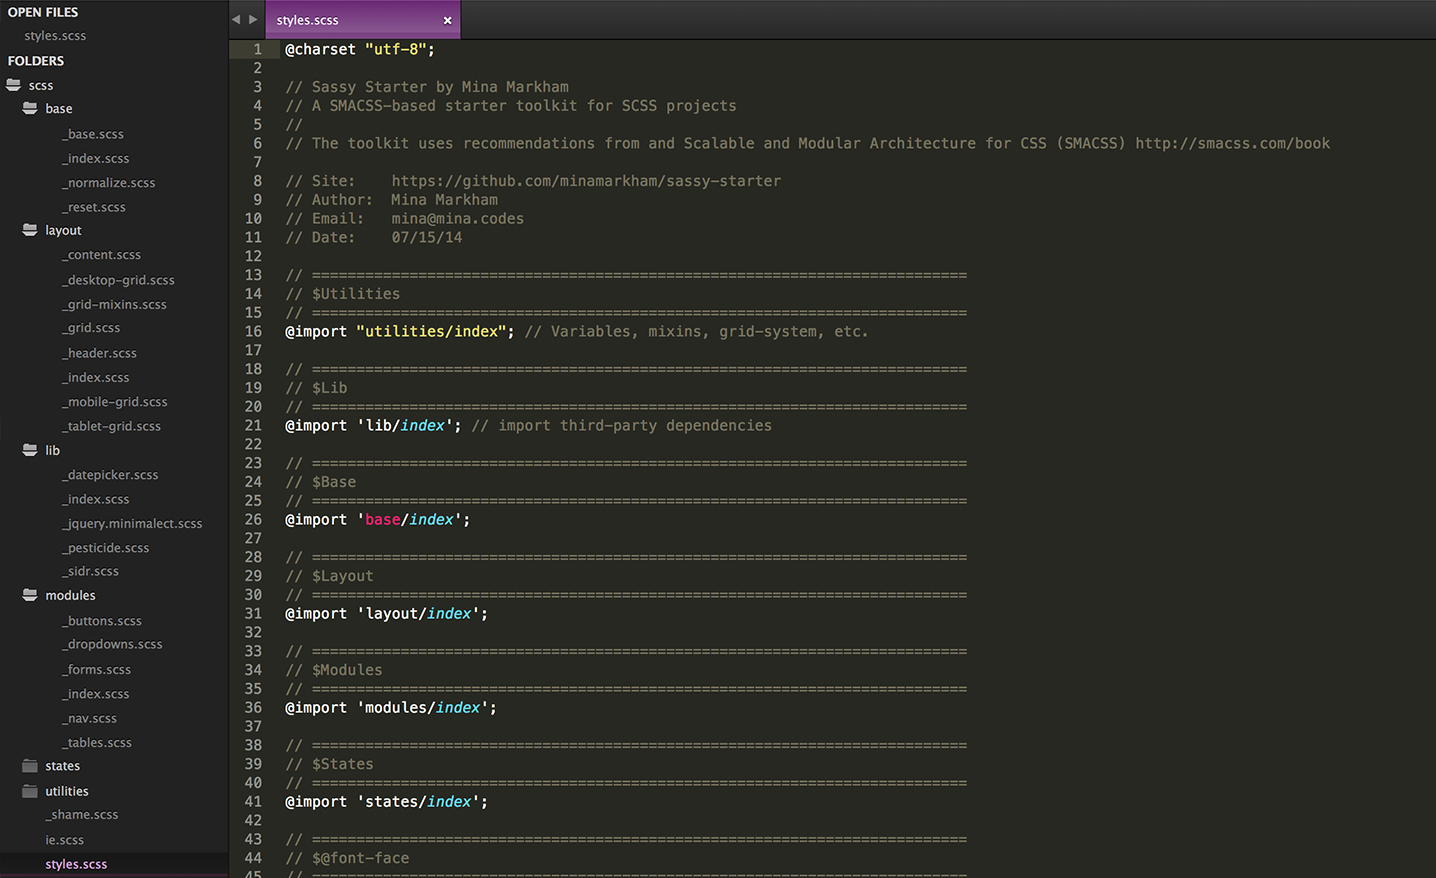 OPEN FILES
styles.scss
FOLDERS
scss
base
_base.scss
_index.scss
_normalize.scss
_reset.scss
layout
_content.scss
_desktop-grid.scss
_grid-mixins.scss
_grid.scss
_header.scss
_index.scss
_mobile-grid.scss
_tablet-grid.scss
lib
_datepicker.scss
_index.scss
_jquery.minimalect.scss
_pesticide.scss
_sidr.scss
modules
_buttons.scss
_dropdowns.scss
_forms.scss
_index.scss
_nav.scss
_tables.scss
states
utilities
_shame.scss
ie.scss
styles.scss
styles.scss ×
1 @charset "utf-8";
2
3 // Sassy Starter by Mina Markham
4 // A SMACSS-based starter toolkit for SCSS projects
5 //
6 // The toolkit uses recommendations from and Scalable and Modular Architecture for CSS (SMACSS) http://smacss.com/book
7
8 // Site:    https://github.com/minamarkham/sassy-starter
9 // Author:  Mina Markham
10 // Email:   mina@mina.codes
11 // Date:    07/15/14
12
13 // ==========================================================================
14 // $Utilities
15 // ==========================================================================
16 @import "utilities/index"; // Variables, mixins, grid-system, etc.
17
18 // ==========================================================================
19 // $Lib
20 // ==========================================================================
21 @import 'lib/index'; // import third-party dependencies
22
23 // ==========================================================================
24 // $Base
25 // ==========================================================================
26 @import 'base/index';
27
28 // ==========================================================================
29 // $Layout
30 // ==========================================================================
31 @import 'layout/index';
32
33 // ==========================================================================
34 // $Modules
35 // ==========================================================================
36 @import 'modules/index';
37
38 // ==========================================================================
39 // $States
40 // ==========================================================================
41 @import 'states/index';
42
43 // ==========================================================================
44 // $@font-face
45 // ==========================================================================